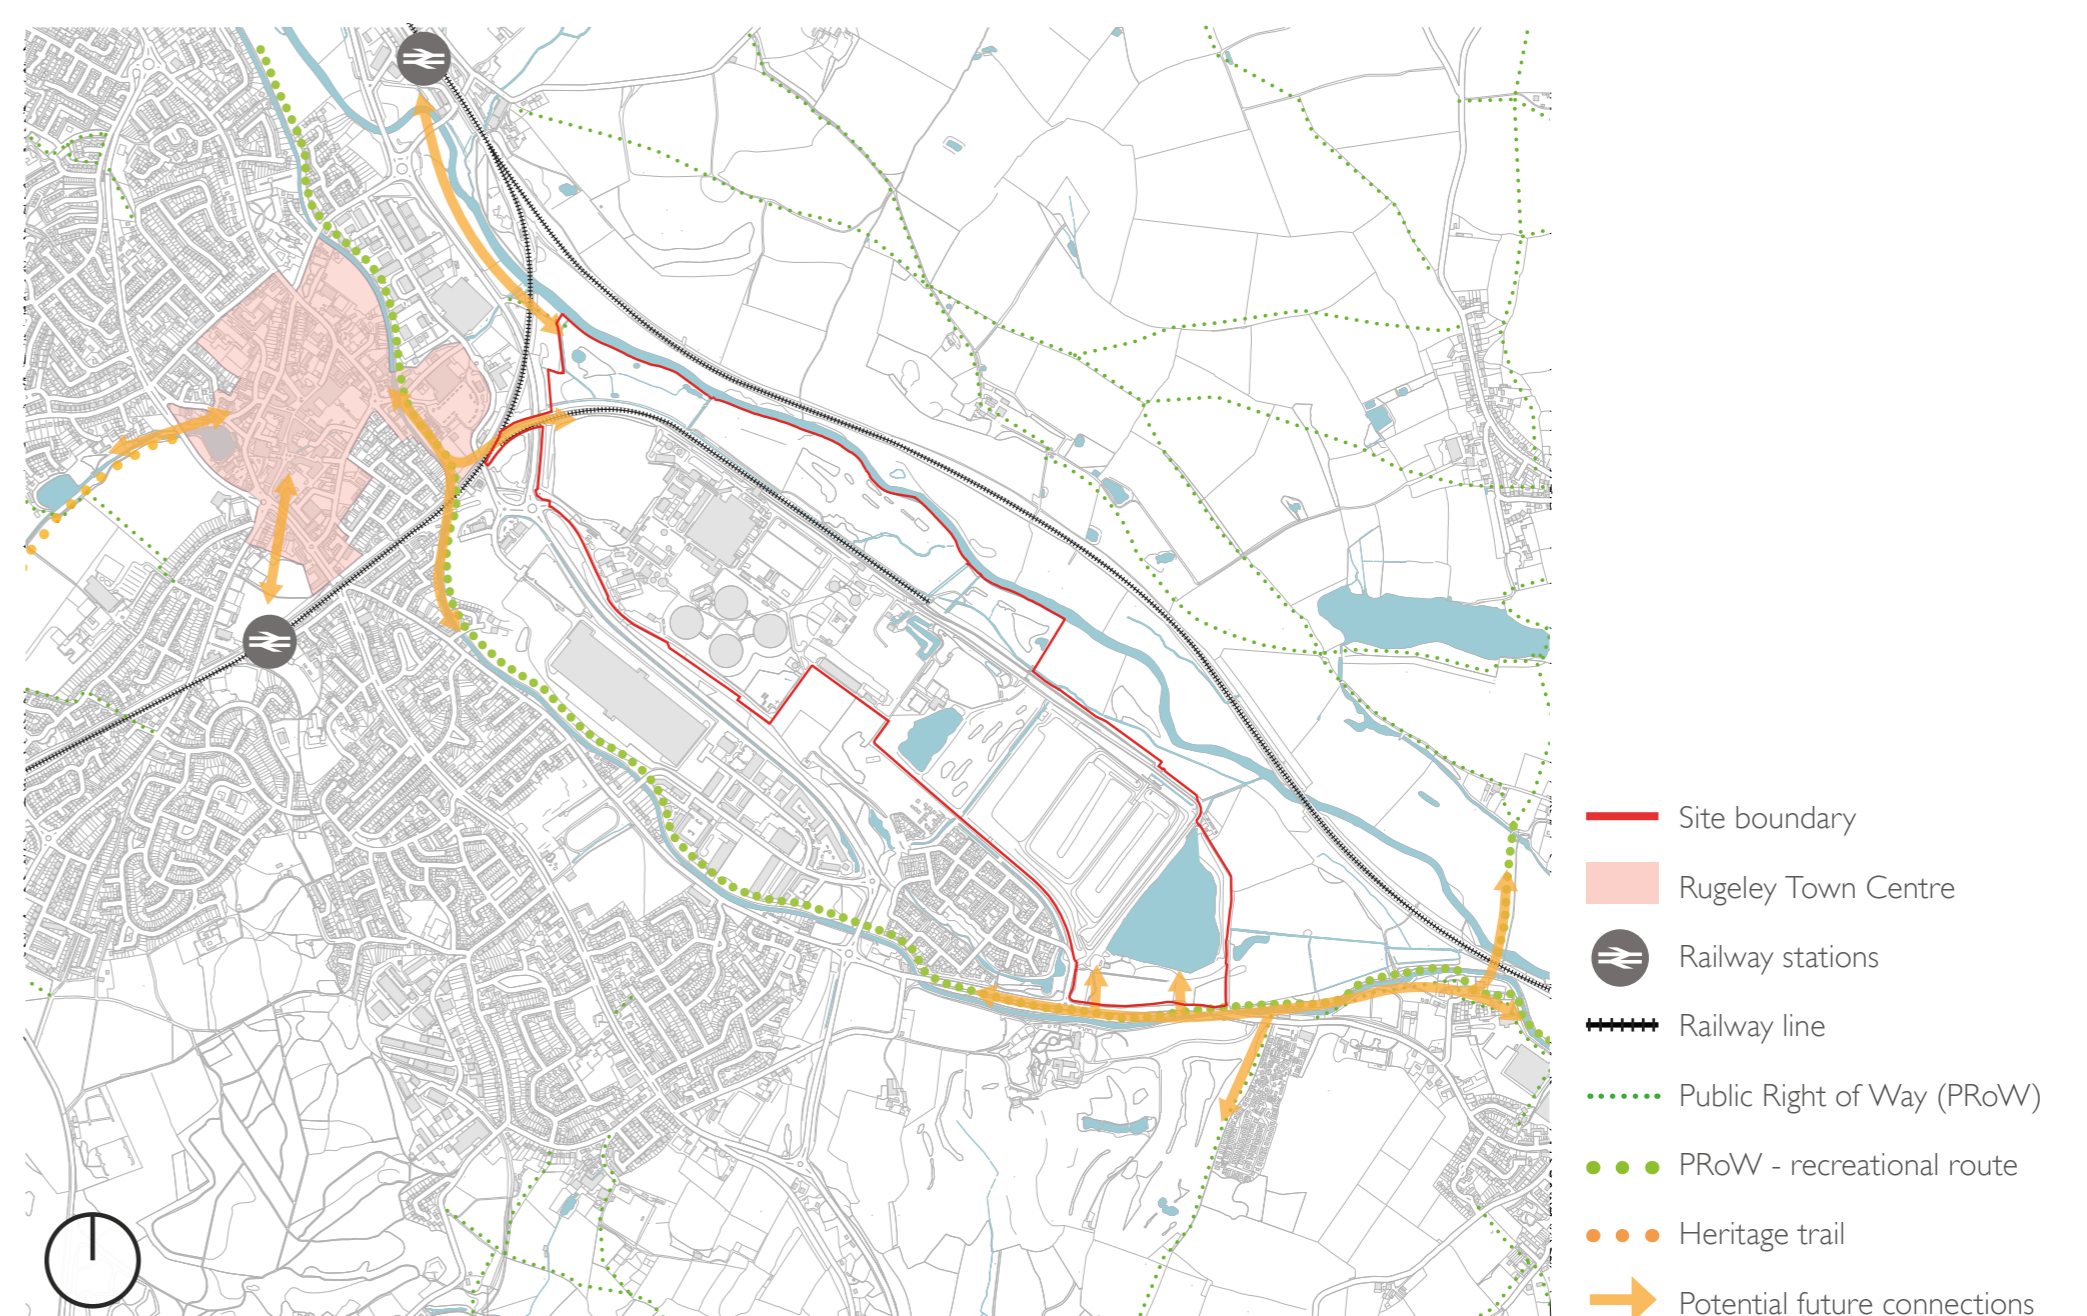 Site boundary
Rugeley Town Centre
Railway stations
Railway line
Public Right of Way (PRoW)
PRoW - recreational route
Heritage trail
Potential future connections